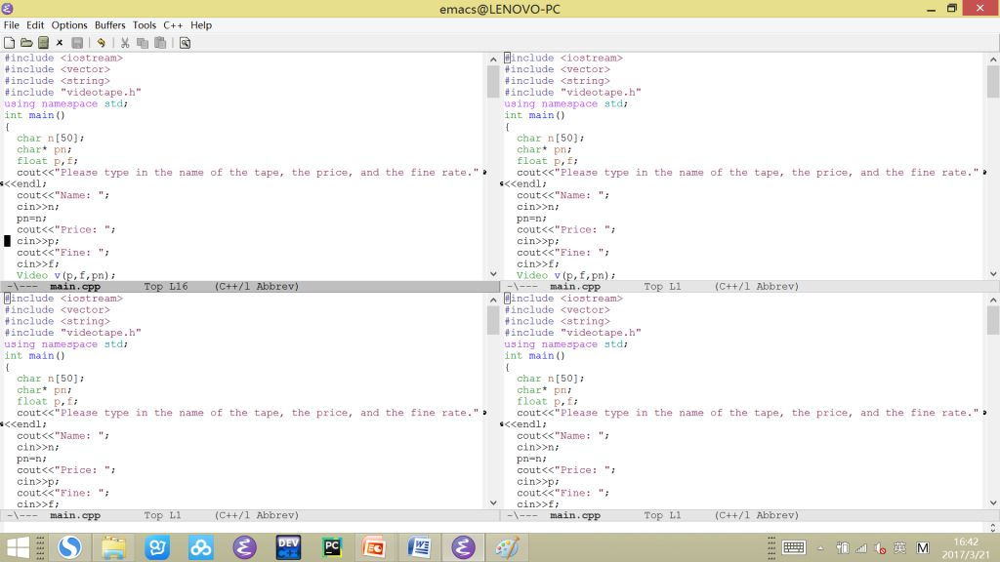 emacs@LENOVO-PC
File Edit Options Buffers Tools C++ Help
#include <iostream>
#include <vector>
#include <string>
#include "videotape.h"
using namespace std;
int main()
{
char n[50];
char* pn;
float p,f;
cout<<"Please type in the name of the tape, the price, and the fine rate."
<<endl;
cout<<"Name: ";
cin>>n;
pn=n;
cout<<"Price: ";
cin>>p;
cout<<"Fine: ";
cin>>f;
Video v(p,f,pn);
-\--- main.cpp Top L16 (C++/l Abbrev)
#include <iostream>
#include <vector>
#include <string>
#include "videotape.h"
using namespace std;
int main()
{
char n[50];
char* pn;
float p,f;
cout<<"Please type in the name of the tape, the price, and the fine rate."
<<endl;
cout<<"Name: ";
cin>>n;
pn=n;
cout<<"Price: ";
cin>>p;
cout<<"Fine: ";
cin>>f;
Video v(p,f,pn);
-\--- main.cpp Top L1 (C++/l Abbrev)
#include <iostream>
#include <vector>
#include <string>
#include "videotape.h"
using namespace std;
int main()
{
char n[50];
char* pn;
float p,f;
cout<<"Please type in the name of the tape, the price, and the fine rate."
<<endl;
cout<<"Name: ";
cin>>n;
pn=n;
cout<<"Price: ";
cin>>p;
cout<<"Fine: ";
cin>>f;
-\--- main.cpp Top L1 (C++/l Abbrev)
#include <iostream>
#include <vector>
#include <string>
#include "videotape.h"
using namespace std;
int main()
{
char n[50];
char* pn;
float p,f;
cout<<"Please type in the name of the tape, the price, and the fine rate."
<<endl;
cout<<"Name: ";
cin>>n;
pn=n;
cout<<"Price: ";
cin>>p;
cout<<"Fine: ";
cin>>f;
-\--- main.cpp Top L1 (C++/l Abbrev)
DEV
C++
PC
英
M
16:42
2017/3/21